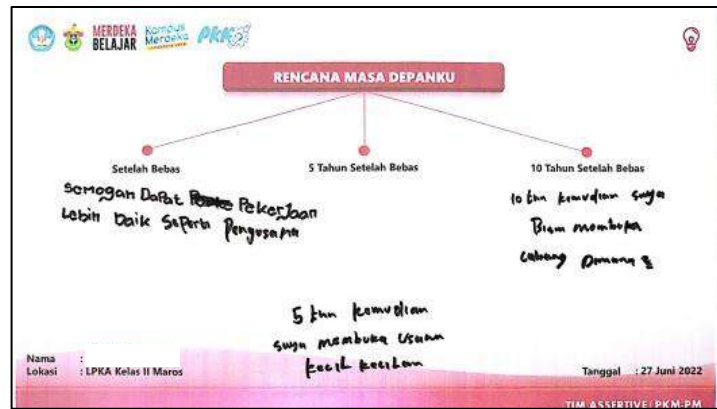 MERDEKA BELAJAR
Kampus Merdeka
PKM
RENCANA MASA DEPANKU
Setelah Bebas
5 Tahun Setelah Bebas
10 Tahun Setelah Bebas
Semogan Dapat Pekerjaan
Lebih baik Seperti Pengusaha
5 thn kemudian
saya membuka usaha
kecil kecilan
10 thn kemudian saya
Bisa membuka
cabang Dimana 2
Nama :
Lokasi : LPKA Kelas II Maros
Tanggal : 27 Juni 2022
TIM ASSERTIVE/ PKM-PM